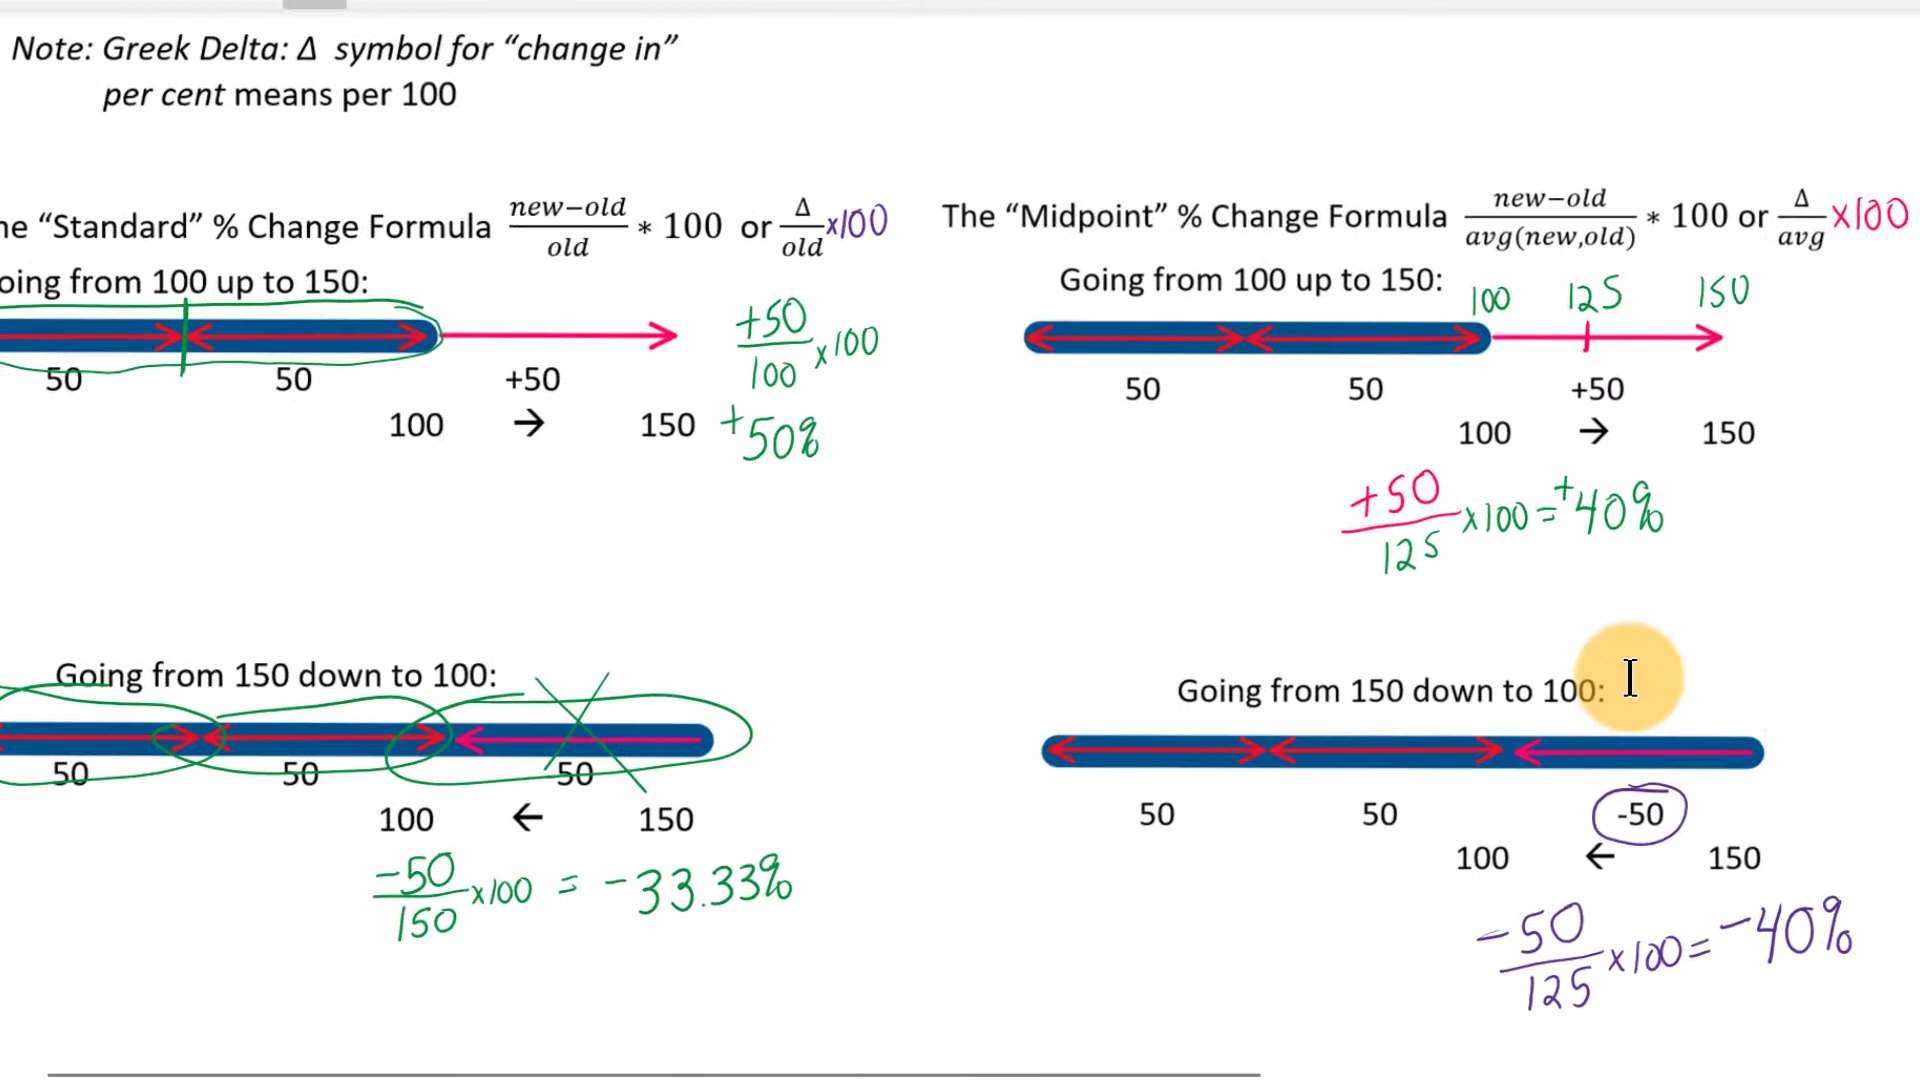 Note: Greek Delta: Δ symbol for “change in”
per cent means per 100
he “Standard” % Change Formula (new−old)/old * 100 or Δ/old x100
oing from 100 up to 150:
50 50 +50
100 → 150
+50/100 x100
+50%
Going from 150 down to 100:
50 50 -50
100 ← 150
-50/150 x100 = -33.33%
The “Midpoint” % Change Formula (new−old)/avg(new,old) * 100 or Δ/avg x100
Going from 100 up to 150:
100 125 150
50 50 +50
100 → 150
+50/125 x100 = +40%
Going from 150 down to 100:
50 50 -50
100 ← 150
-50/125 x100 = -40%